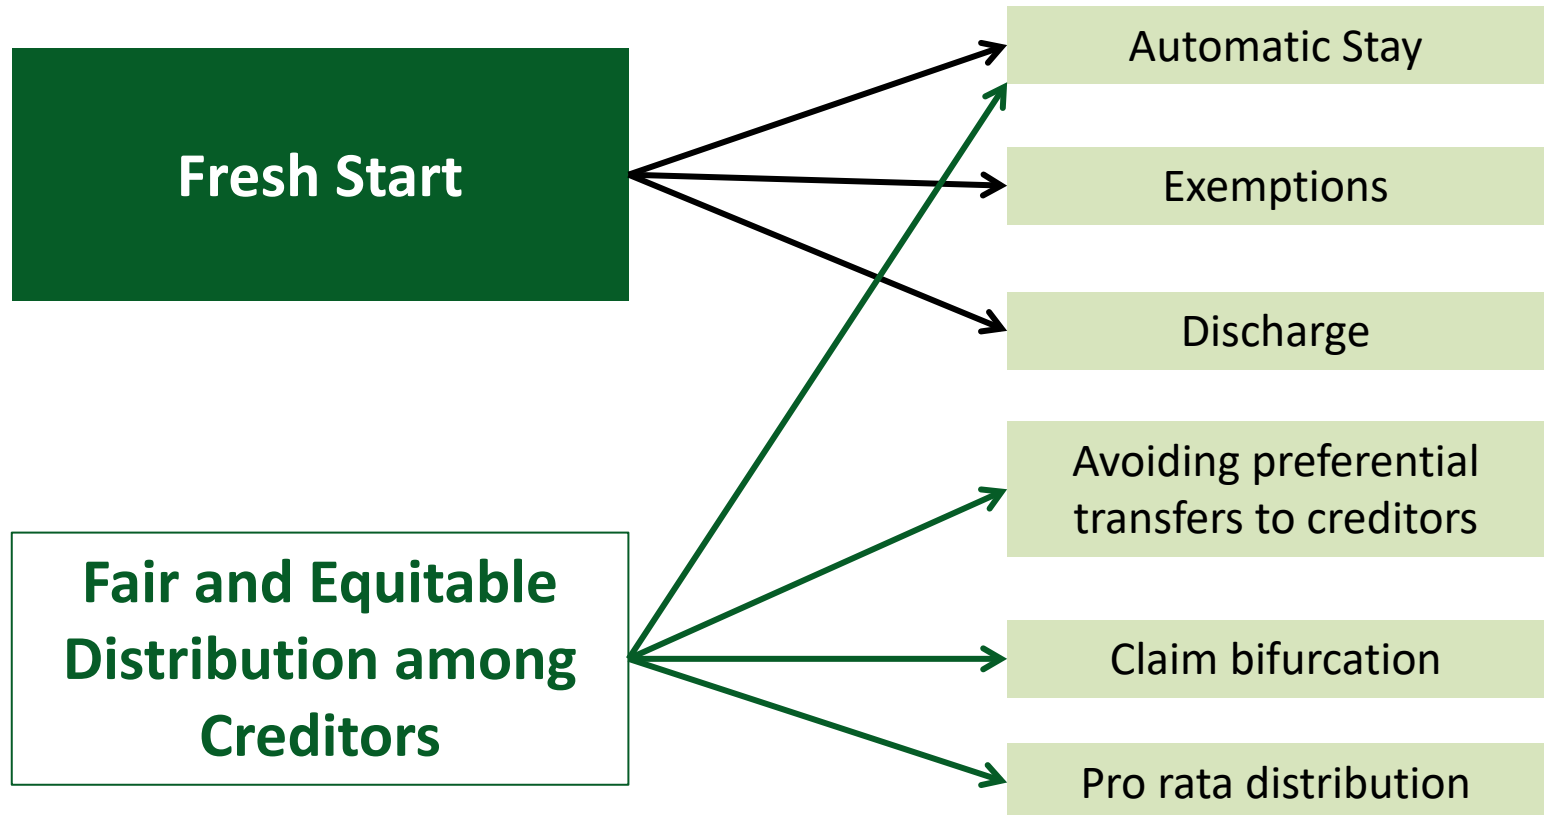 Fresh Start
Fair and Equitable
Distribution among
Creditors
Automatic Stay
Exemptions
Discharge
Avoiding preferential
transfers to creditors
Claim bifurcation
Pro rata distribution